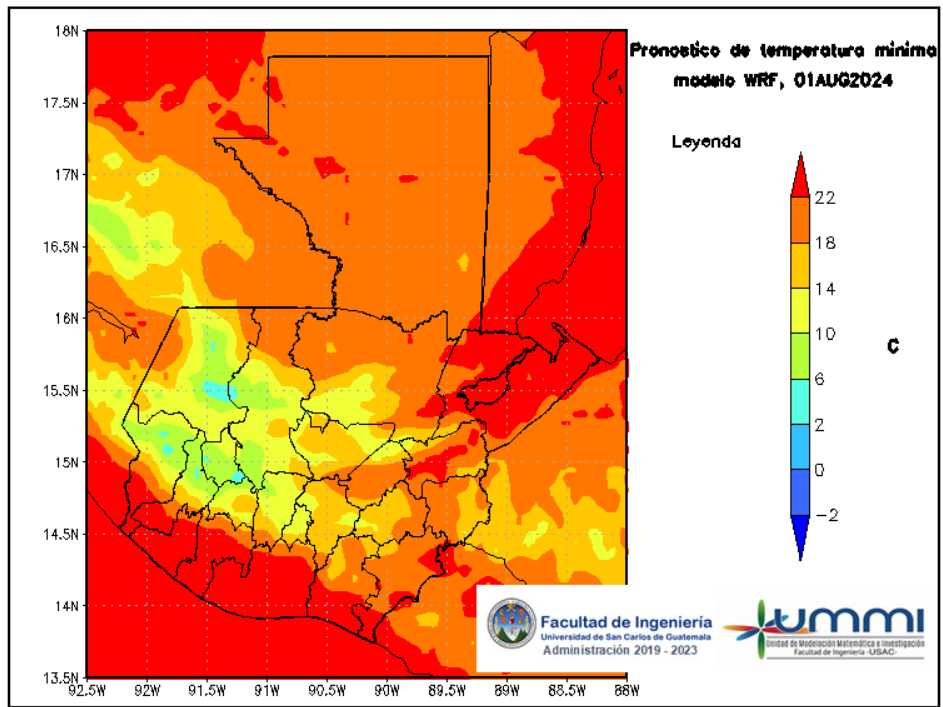 Pronostico de temperatura minima
modelo WRF, 01AUG2024
Leyenda
22
18
14
10
6
2
0
−2
C
18N
17.5N
17N
16.5N
16N
15.5N
15N
14.5N
14N
13.5N
92.5W
92W
91.5W
91W
90.5W
90W
89.5W
89W
88.5W
88W
Facultad de Ingeniería
Universidad de San Carlos de Guatemala
Administración 2019 - 2023
UMMI
Unidad de Modelación Matemática e Investigación
Facultad de Ingeniería -USAC-